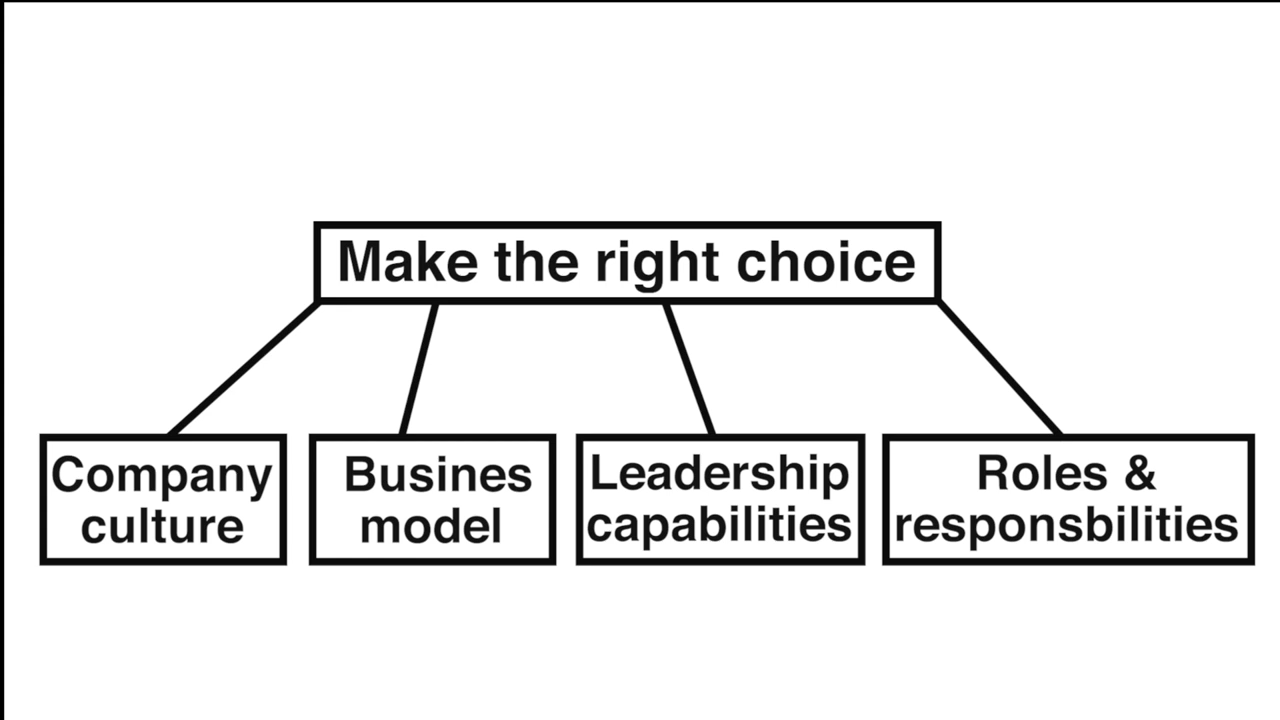 Make the right choice
Company
culture
Busines
model
Leadership
capabilities
Roles &
responsbilities